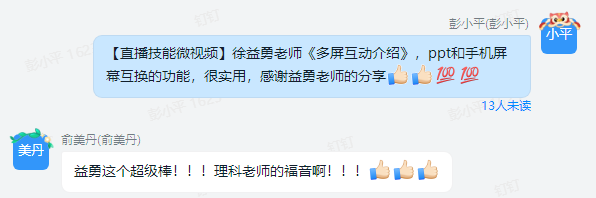 彭小平(彭小平)
小平
【直播技能微视频】徐益勇老师《多屏互动介绍》，ppt和手机屏
幕互换的功能，很实用，感谢益勇老师的分享👍🏻👍🏻💯💯
13人未读
俞美丹(俞美丹)
美丹
益勇这个超级棒！！！理科老师的福音啊！！！👍🏻👍🏻👍🏻